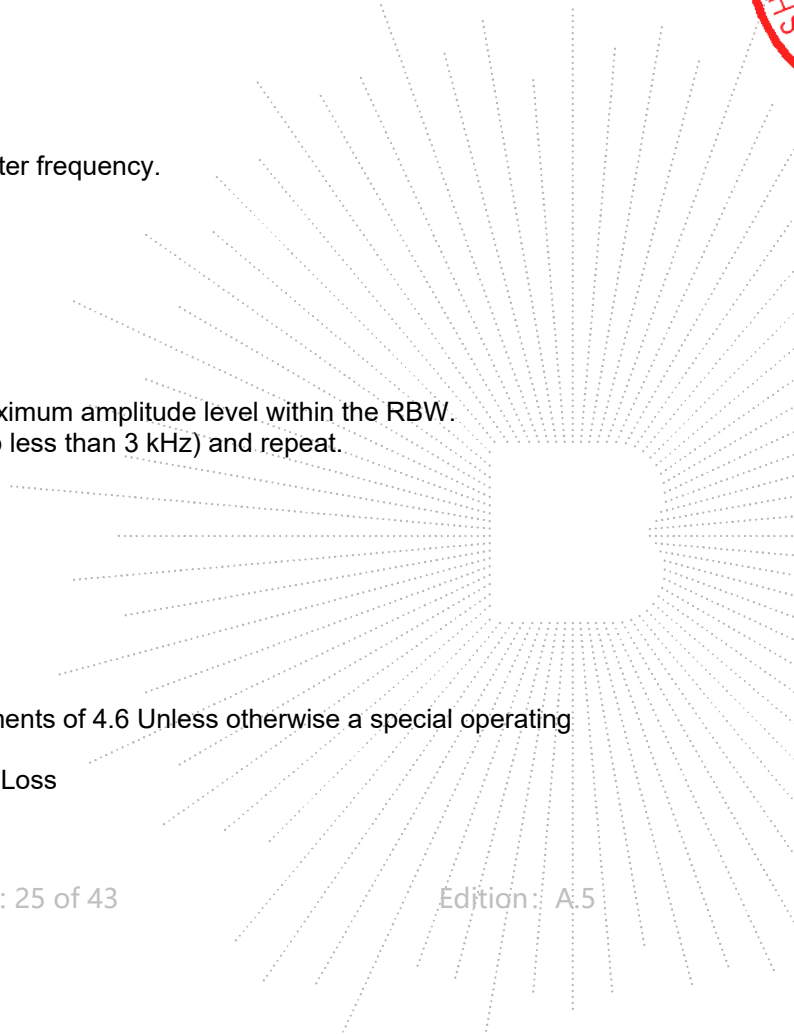 ter frequency.
ximum amplitude level within the RBW.
less than 3 kHz) and repeat.
ents of 4.6 Unless otherwise a special operating
Loss
: 25 of 43 Edition: A.5